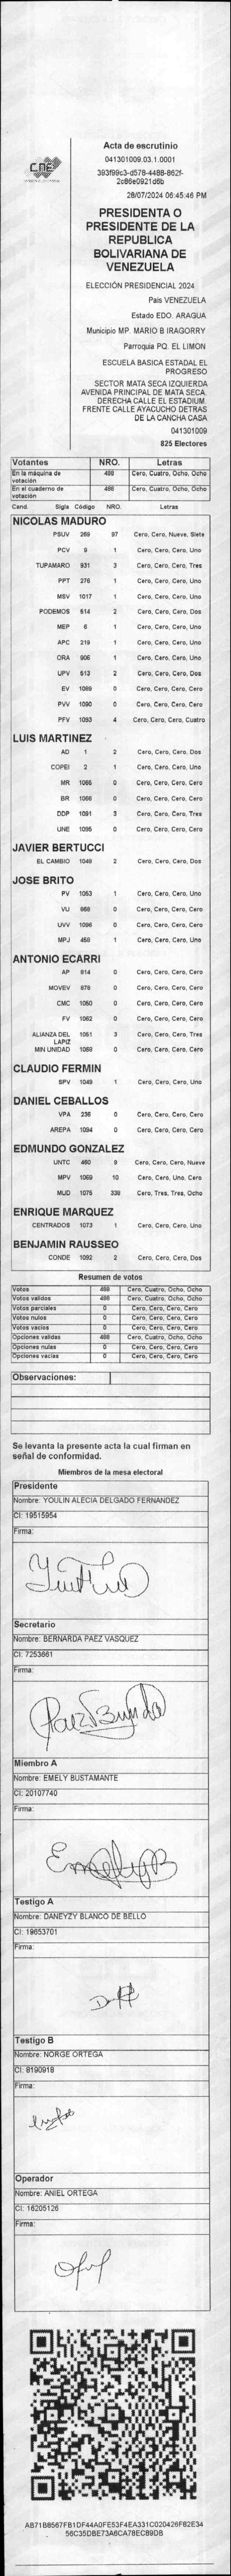 CNE
Acta de escrutinio
041301009.03.1.0001
393f99c3-d578-4488-862f-
2c86e0921d6b
28/07/2024 06:45:46 PM
PRESIDENTA O
PRESIDENTE DE LA
REPUBLICA
BOLIVARIANA DE
VENEZUELA
ELECCIÓN PRESIDENCIAL 2024
Pais VENEZUELA
Estado EDO. ARAGUA
Municipio MP. MARIO B IRAGORRY
Parroquia PQ. EL LIMON
ESCUELA BASICA ESTADAL EL
PROGRESO
SECTOR MATA SECA IZQUIERDA
AVENIDA PRINCIPAL DE MATA SECA.
DERECHA CALLE EL ESTADIUM.
FRENTE CALLE AYACUCHO DETRAS
DE LA CANCHA CASA
041301009
825 Electores
Votantes NRO. Letras
En la máquina de votación 488 Cero, Cuatro, Ocho, Ocho
En el cuaderno de votación 488 Cero, Cuatro, Ocho, Ocho
Cand. Sigla Código NRO. Letras
NICOLAS MADURO
PSUV 269 97 Cero, Cero, Nueve, Siete
PCV 9 1 Cero, Cero, Cero, Uno
TUPAMARO 931 3 Cero, Cero, Cero, Tres
PPT 276 1 Cero, Cero, Cero, Uno
MSV 1017 1 Cero, Cero, Cero, Uno
PODEMOS 514 2 Cero, Cero, Cero, Dos
MEP 6 1 Cero, Cero, Cero, Uno
APC 219 1 Cero, Cero, Cero, Uno
ORA 906 1 Cero, Cero, Cero, Uno
UPV 513 2 Cero, Cero, Cero, Dos
EV 1089 0 Cero, Cero, Cero, Cero
PVV 1090 0 Cero, Cero, Cero, Cero
PFV 1093 4 Cero, Cero, Cero, Cuatro
LUIS MARTINEZ
AD 1 2 Cero, Cero, Cero, Dos
COPEI 2 1 Cero, Cero, Cero, Uno
MR 1065 0 Cero, Cero, Cero, Cero
BR 1066 0 Cero, Cero, Cero, Cero
DDP 1091 3 Cero, Cero, Cero, Tres
UNE 1095 0 Cero, Cero, Cero, Cero
JAVIER BERTUCCI
EL CAMBIO 1048 2 Cero, Cero, Cero, Dos
JOSE BRITO
PV 1053 1 Cero, Cero, Cero, Uno
VU 868 0 Cero, Cero, Cero, Cero
UVV 1096 0 Cero, Cero, Cero, Cero
MPJ 459 1 Cero, Cero, Cero, Uno
ANTONIO ECARRI
AP 814 0 Cero, Cero, Cero, Cero
MOVEV 878 0 Cero, Cero, Cero, Cero
CMC 1050 0 Cero, Cero, Cero, Cero
FV 1062 0 Cero, Cero, Cero, Cero
ALIANZA DEL LAPIZ 1051 3 Cero, Cero, Cero, Tres
MIN UNIDAD 1068 0 Cero, Cero, Cero, Cero
CLAUDIO FERMIN
SPV 1049 1 Cero, Cero, Cero, Uno
DANIEL CEBALLOS
VPA 236 0 Cero, Cero, Cero, Cero
AREPA 1094 0 Cero, Cero, Cero, Cero
EDMUNDO GONZALEZ
UNTC 460 9 Cero, Cero, Cero, Nueve
MPV 1069 10 Cero, Cero, Uno, Cero
MUD 1075 338 Cero, Tres, Tres, Ocho
ENRIQUE MARQUEZ
CENTRADOS 1073 1 Cero, Cero, Cero, Uno
BENJAMIN RAUSSEO
CONDE 1092 2 Cero, Cero, Cero, Dos
Resumen de votos
Votos 488 Cero, Cuatro, Ocho, Ocho
Votos validos 488 Cero, Cuatro, Ocho, Ocho
Votos parciales 0 Cero, Cero, Cero, Cero
Votos nulos 0 Cero, Cero, Cero, Cero
Votos vacios 0 Cero, Cero, Cero, Cero
Opciones validas 488 Cero, Cuatro, Ocho, Ocho
Opciones nulas 0 Cero, Cero, Cero, Cero
Opciones vacias 0 Cero, Cero, Cero, Cero
Observaciones:
Se levanta la presente acta la cual firman en
señal de conformidad.
Miembros de la mesa electoral
Presidente
Nombre: YOULIN ALECIA DELGADO FERNANDEZ
CI: 19515954
Firma:
Secretario
Nombre: BERNARDA PAEZ VASQUEZ
CI: 7253661
Firma:
Miembro A
Nombre: EMELY BUSTAMANTE
CI: 20107740
Firma:
Testigo A
Nombre: DANEYZY BLANCO DE BELLO
CI: 19653701
Firma:
Testigo B
Nombre: NORGE ORTEGA
CI: 8190918
Firma:
Operador
Nombre: ANIEL ORTEGA
CI: 16205126
Firma:
AB71B8567FB1DF44A0FE53F4EA331C020426F82E34
56C35DBE73A6CA78EC89DB